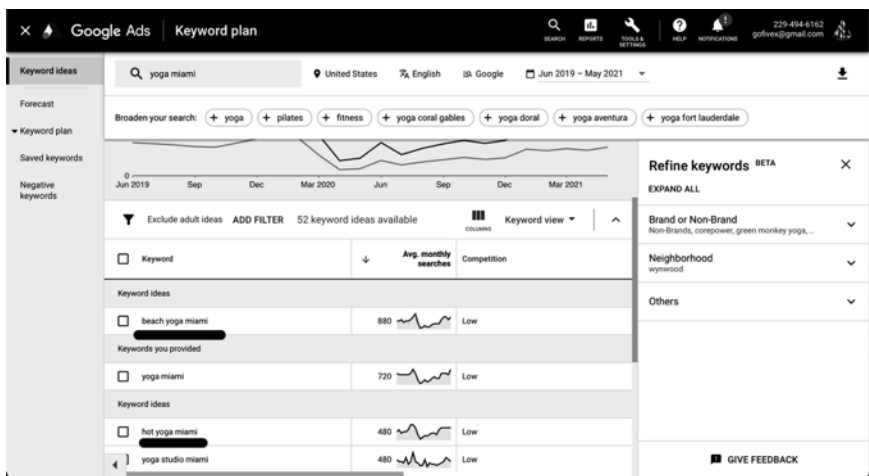 Google Ads | Keyword plan
SEARCH
REPORTS
TOOLS & SETTINGS
HELP
NOTIFICATIONS
229-494-6162
gofivex@gmail.com
Keyword ideas
Forecast
Keyword plan
Saved keywords
Negative keywords
yoga miami
United States
English
Google
Jun 2019 – May 2021
Broaden your search: + yoga + pilates + fitness + yoga coral gables + yoga doral + yoga aventura + yoga fort lauderdale
0
Jun 2019 Sep Dec Mar 2020 Jun Sep Dec Mar 2021
Exclude adult ideas ADD FILTER 52 keyword ideas available COLUMNS Keyword view
Keyword Avg. monthly searches Competition
Keyword ideas
beach yoga miami 880 Low
Keywords you provided
yoga miami 720 Low
Keyword ideas
hot yoga miami 480 Low
yoga studio miami 480 Low
Refine keywords BETA
EXPAND ALL
Brand or Non-Brand
Non-Brands, corepower, green monkey yoga, ...
Neighborhood
wynwood
Others
GIVE FEEDBACK